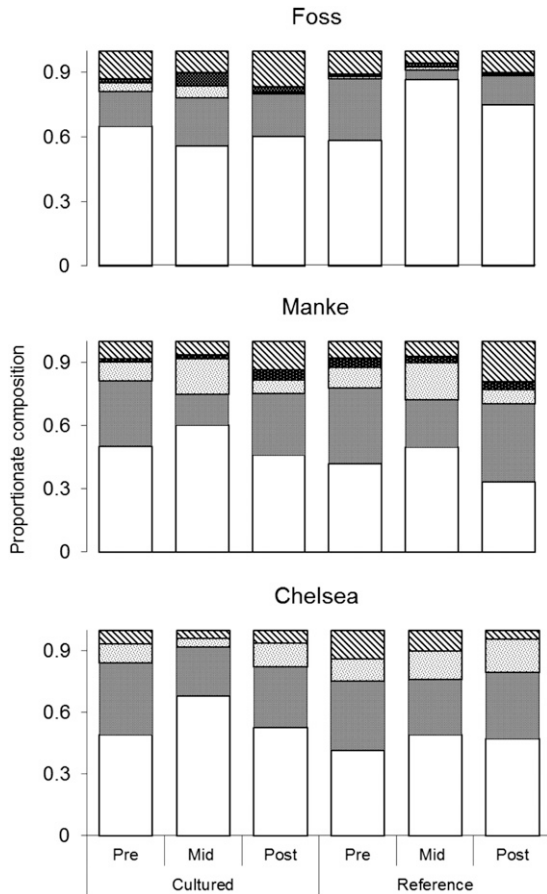 Foss
0.9
0.6
0.3
0
Manke
Proportionate composition
0.9
0.6
0.3
0
Chelsea
0.9
0.6
0.3
0
Pre Mid Post Pre Mid Post
Cultured Reference